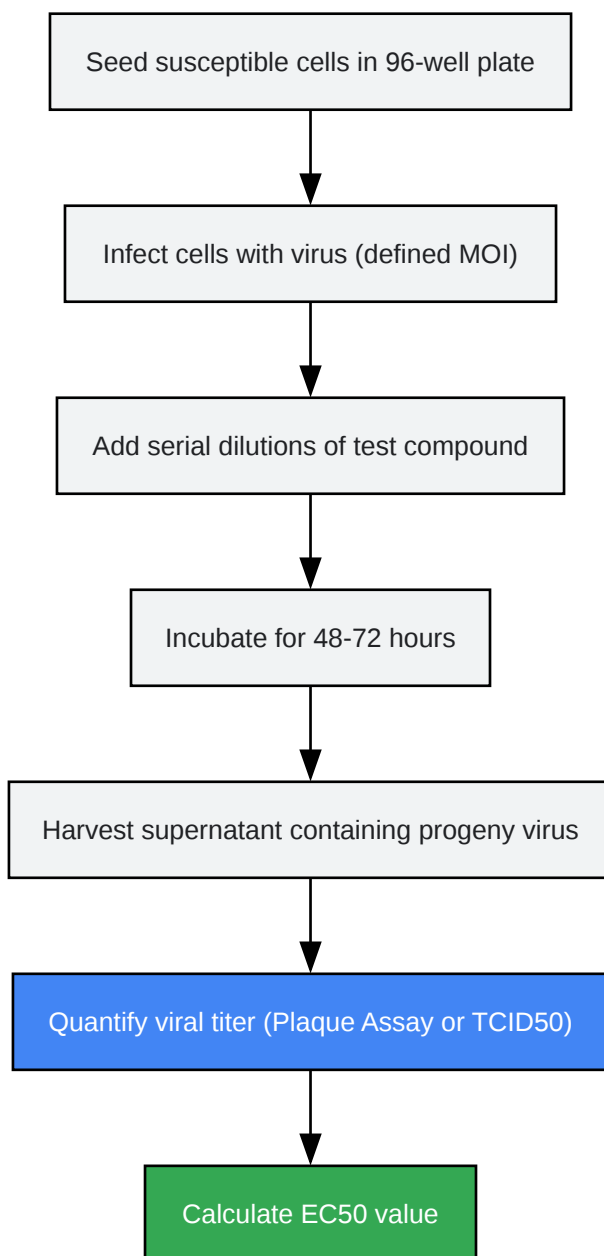 Seed susceptible cells in 96-well plate
Infect cells with virus (defined MOI)
Add serial dilutions of test compound
Incubate for 48-72 hours
Harvest supernatant containing progeny virus
Quantify viral titer (Plaque Assay or TCID50)
Calculate EC50 value